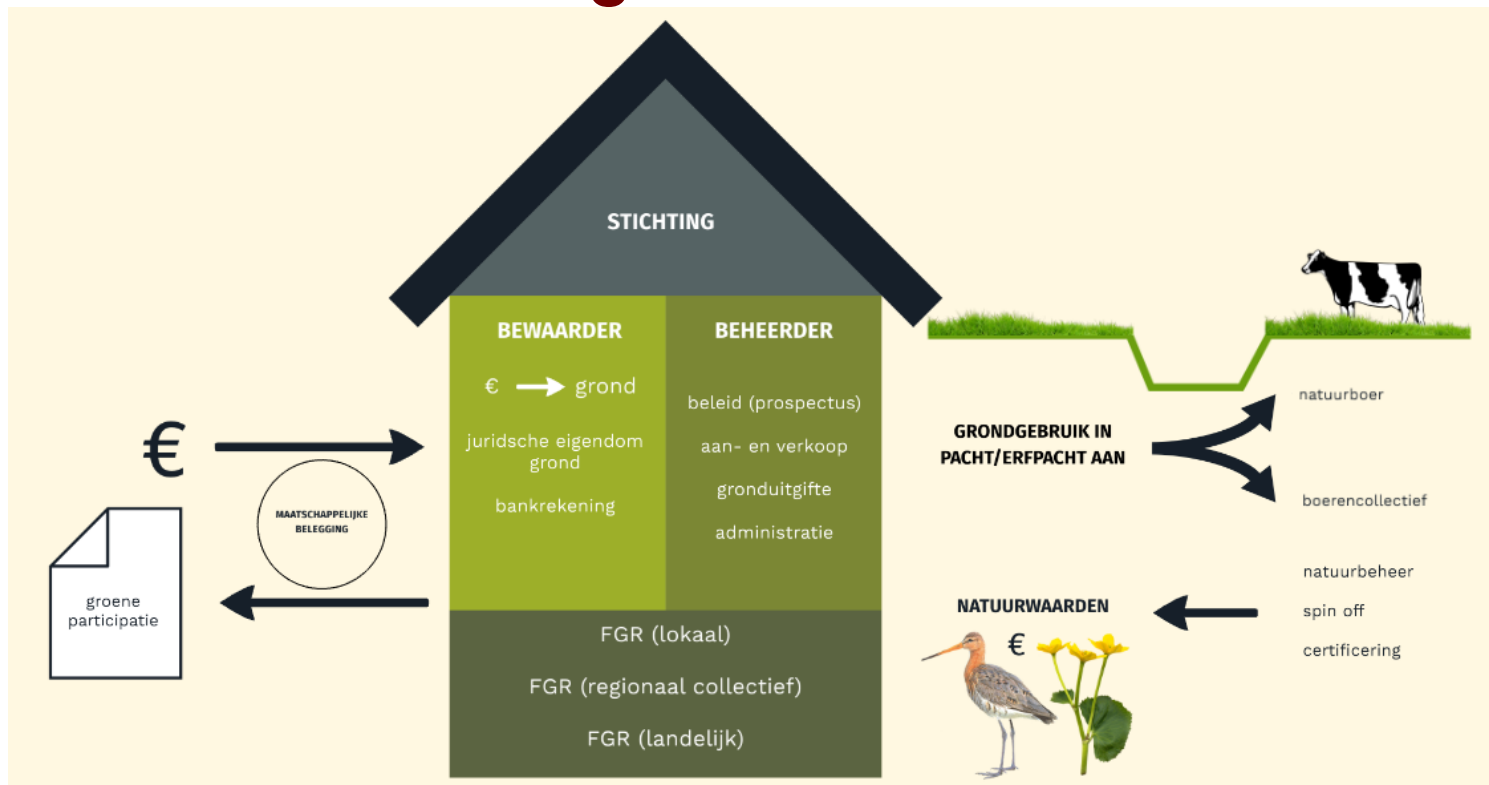 STICHTING
BEWAARDER
€ grond
juridsche eigendom
grond
bankrekening
BEHEERDER
beleid (prospectus)
aan- en verkoop
gronduitgifte
administratie
FGR (lokaal)
FGR (regionaal collectief)
FGR (landelijk)
€
MAATSCHAPPELIJKE
BELEGGING
groene
participatie
GRONDGEBRUIK IN
PACHT/ERFPACHT AAN
natuurboer
boerencollectief
natuurbeheer
spin off
certificering
NATUURWAARDEN
€